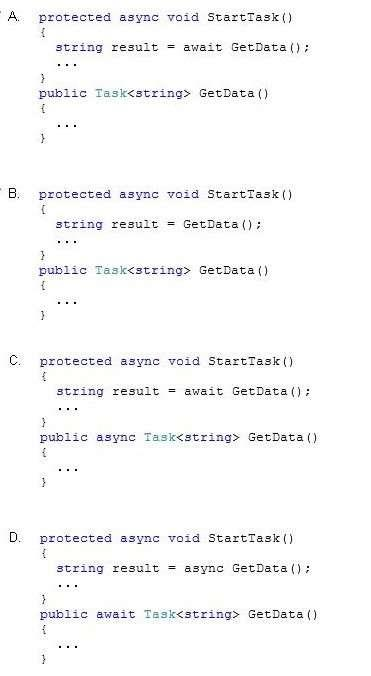 A. protected async void StartTask()
{
string result = await GetData();
...
}
public Task<string> GetData()
{
...
}
B. protected async void StartTask()
{
string result = GetData();
...
}
public Task<string> GetData()
{
...
}
C. protected async void StartTask()
{
string result = await GetData();
...
}
public async Task<string> GetData()
{
...
}
D. protected async void StartTask()
{
string result = async GetData();
...
}
public await Task<string> GetData()
{
...
}